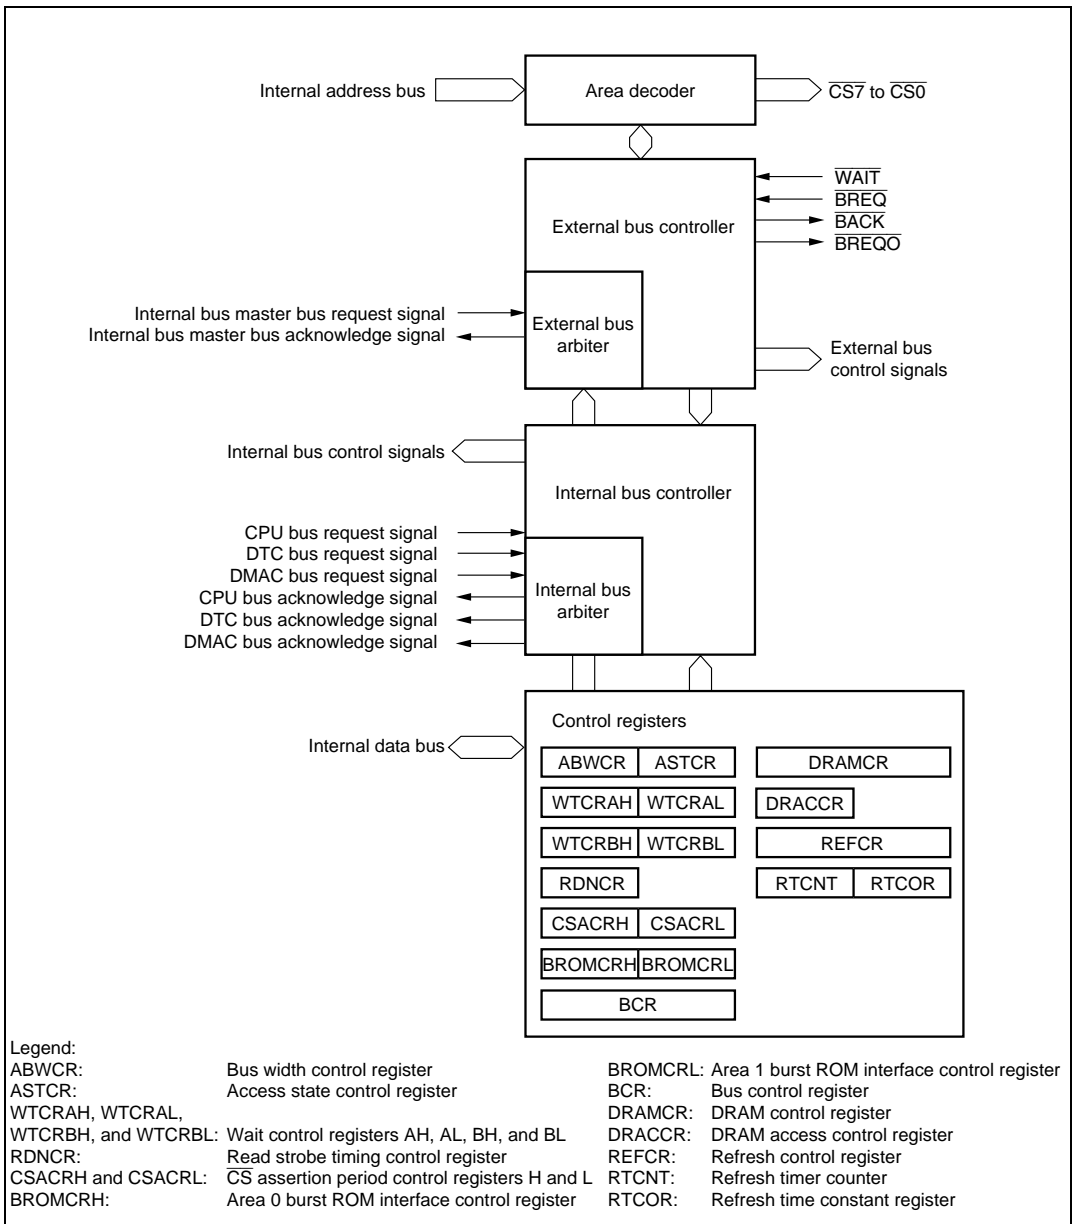 Internal address bus
Area decoder
CS7 to CS0
WAIT
BREQ
BACK
BREQO
External bus controller
Internal bus master bus request signal
Internal bus master bus acknowledge signal
External bus
arbiter
External bus
control signals
Internal bus control signals
Internal bus controller
CPU bus request signal
DTC bus request signal
DMAC bus request signal
CPU bus acknowledge signal
DTC bus acknowledge signal
DMAC bus acknowledge signal
Internal bus
arbiter
Control registers
Internal data bus
ABWCR ASTCR DRAMCR
WTCRAH WTCRAL DRACCR
WTCRBH WTCRBL REFCR
RDNCR RTCNT RTCOR
CSACRH CSACRL
BROMCRH BROMCRL
BCR
Legend:
ABWCR: Bus width control register
ASTCR: Access state control register
WTCRAH, WTCRAL,
WTCRBH, and WTCRBL: Wait control registers AH, AL, BH, and BL
RDNCR: Read strobe timing control register
CSACRH and CSACRL: CS assertion period control registers H and L
BROMCRH: Area 0 burst ROM interface control register
BROMCRL: Area 1 burst ROM interface control register
BCR: Bus control register
DRAMCR: DRAM control register
DRACCR: DRAM access control register
REFCR: Refresh control register
RTCNT: Refresh timer counter
RTCOR: Refresh time constant register